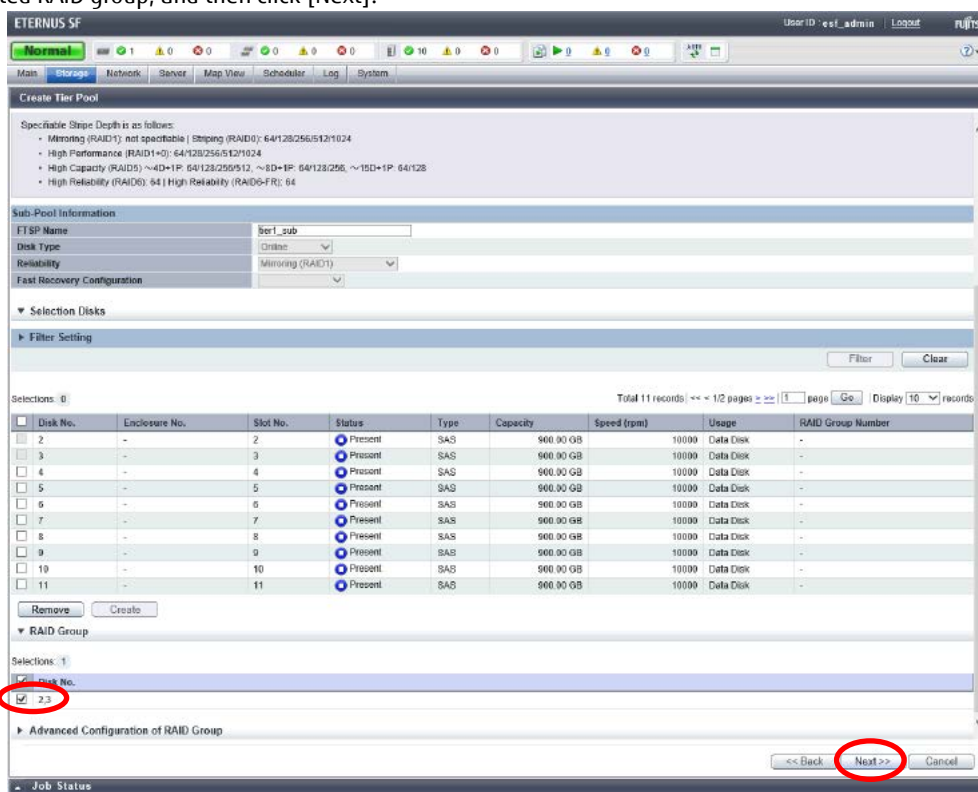 ted RAID group, and then click [Next].
ETERNUS SF User ID : esf_admin Logout
Normal 1 0 0 0 0 0 10 0 0 0 0 0
Main Storage Network Server Map View Scheduler Log System
Create Tier Pool
Specifiable Stripe Depth is as follows:
• Mirroring (RAID1): not specifiable | Striping (RAID0): 64/128/256/512/1024
• High Performance (RAID1+0): 64/128/256/512/1024
• High Capacity (RAID5) ～4D+1P: 64/128/256/512, ～8D+1P: 64/128/256, ～15D+1P: 64/128
• High Reliability (RAID6): 64 | High Reliability (RAID6-FR): 64
Sub-Pool Information
FTSP Name tier1_sub
Disk Type Online
Reliability Mirroring (RAID1)
Fast Recovery Configuration
Selection Disks
Filter Setting
Filter Clear
Selections: 0 Total 11 records | << < 1/2 pages > >> | 1 page Go | Display 10 records
Disk No. Enclosure No. Slot No. Status Type Capacity Speed (rpm) Usage RAID Group Number
2 - 2 Present SAS 900.00 GB 10000 Data Disk -
3 - 3 Present SAS 900.00 GB 10000 Data Disk -
4 - 4 Present SAS 900.00 GB 10000 Data Disk -
5 - 5 Present SAS 900.00 GB 10000 Data Disk -
6 - 6 Present SAS 900.00 GB 10000 Data Disk -
7 - 7 Present SAS 900.00 GB 10000 Data Disk -
8 - 8 Present SAS 900.00 GB 10000 Data Disk -
9 - 9 Present SAS 900.00 GB 10000 Data Disk -
10 - 10 Present SAS 900.00 GB 10000 Data Disk -
11 - 11 Present SAS 900.00 GB 10000 Data Disk -
Remove Create
RAID Group
Selections: 1
Disk No.
2,3
Advanced Configuration of RAID Group
<< Back Next >> Cancel
Job Status